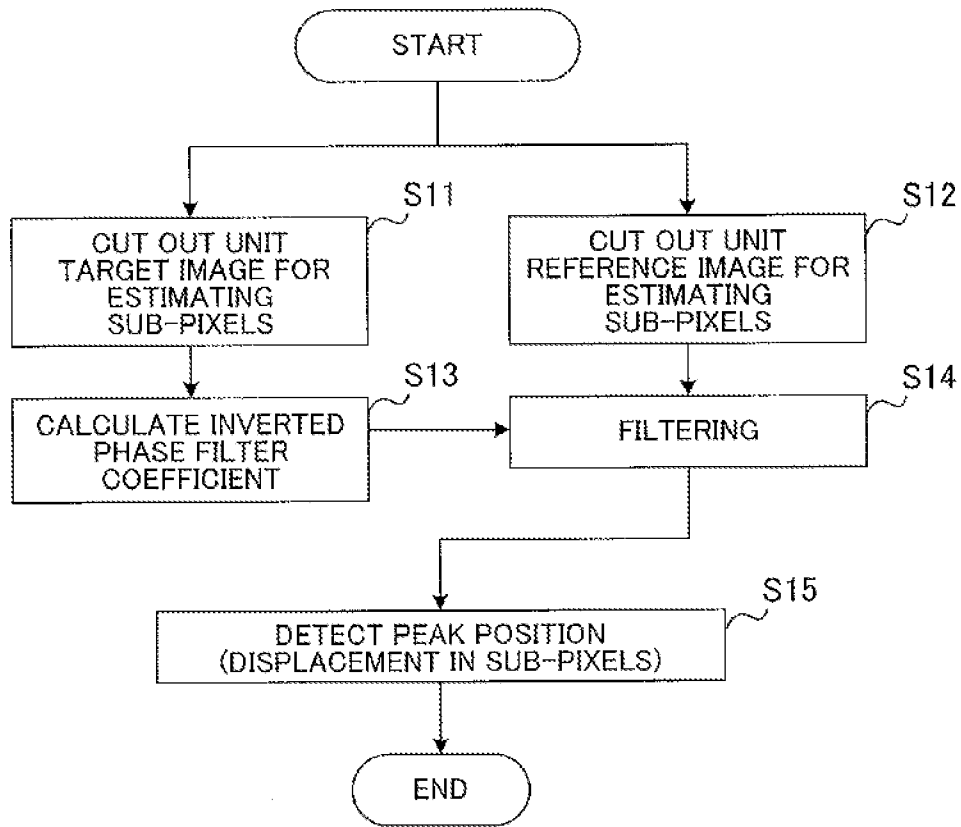 START
S11
CUT OUT UNIT
TARGET IMAGE FOR
ESTIMATING
SUB-PIXELS
S12
CUT OUT UNIT
REFERENCE IMAGE FOR
ESTIMATING
SUB-PIXELS
S13
CALCULATE INVERTED
PHASE FILTER
COEFFICIENT
S14
FILTERING
S15
DETECT PEAK POSITION
(DISPLACEMENT IN SUB-PIXELS)
END